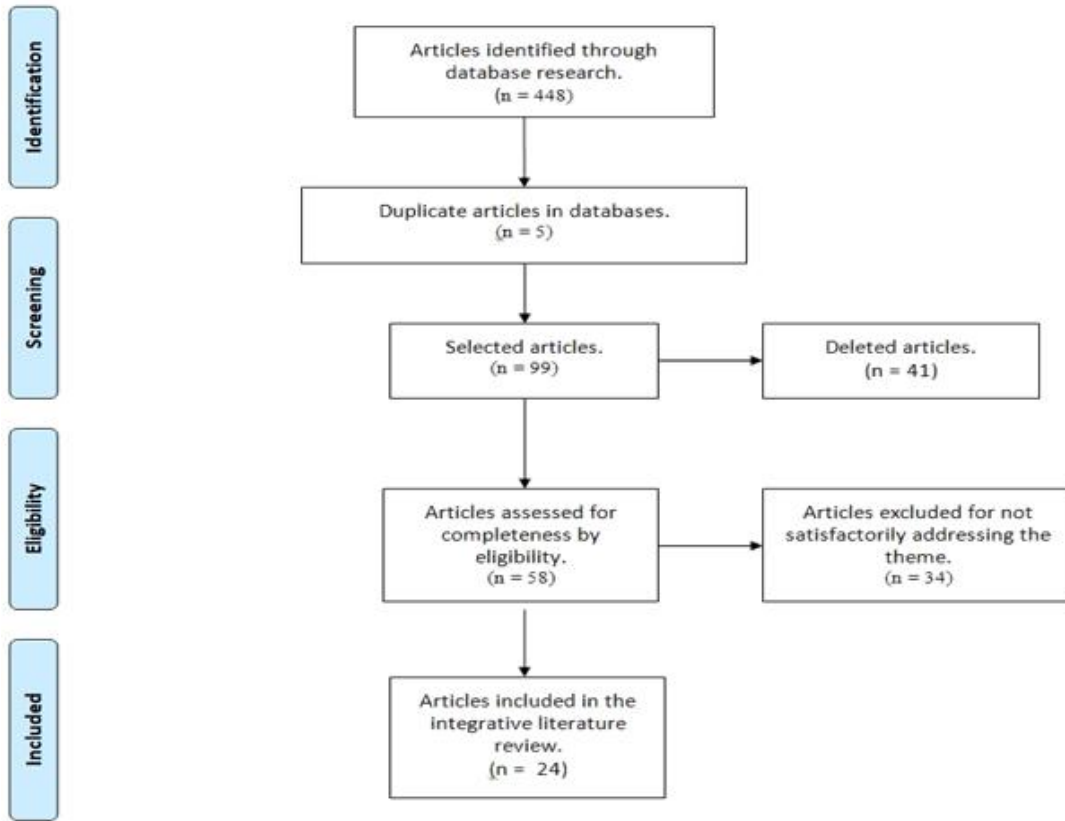 Identification
Articles identified through
database research.
(n = 448)
Duplicate articles in databases.
(n = 5)
Screening
Selected articles.
(n = 99)
Deleted articles.
(n = 41)
Eligibility
Articles assessed for
completeness by
eligibility.
(n = 58)
Articles excluded for not
satisfactorily addressing the
theme.
(n = 34)
Included
Articles included in the
integrative literature
review.
(n = 24)